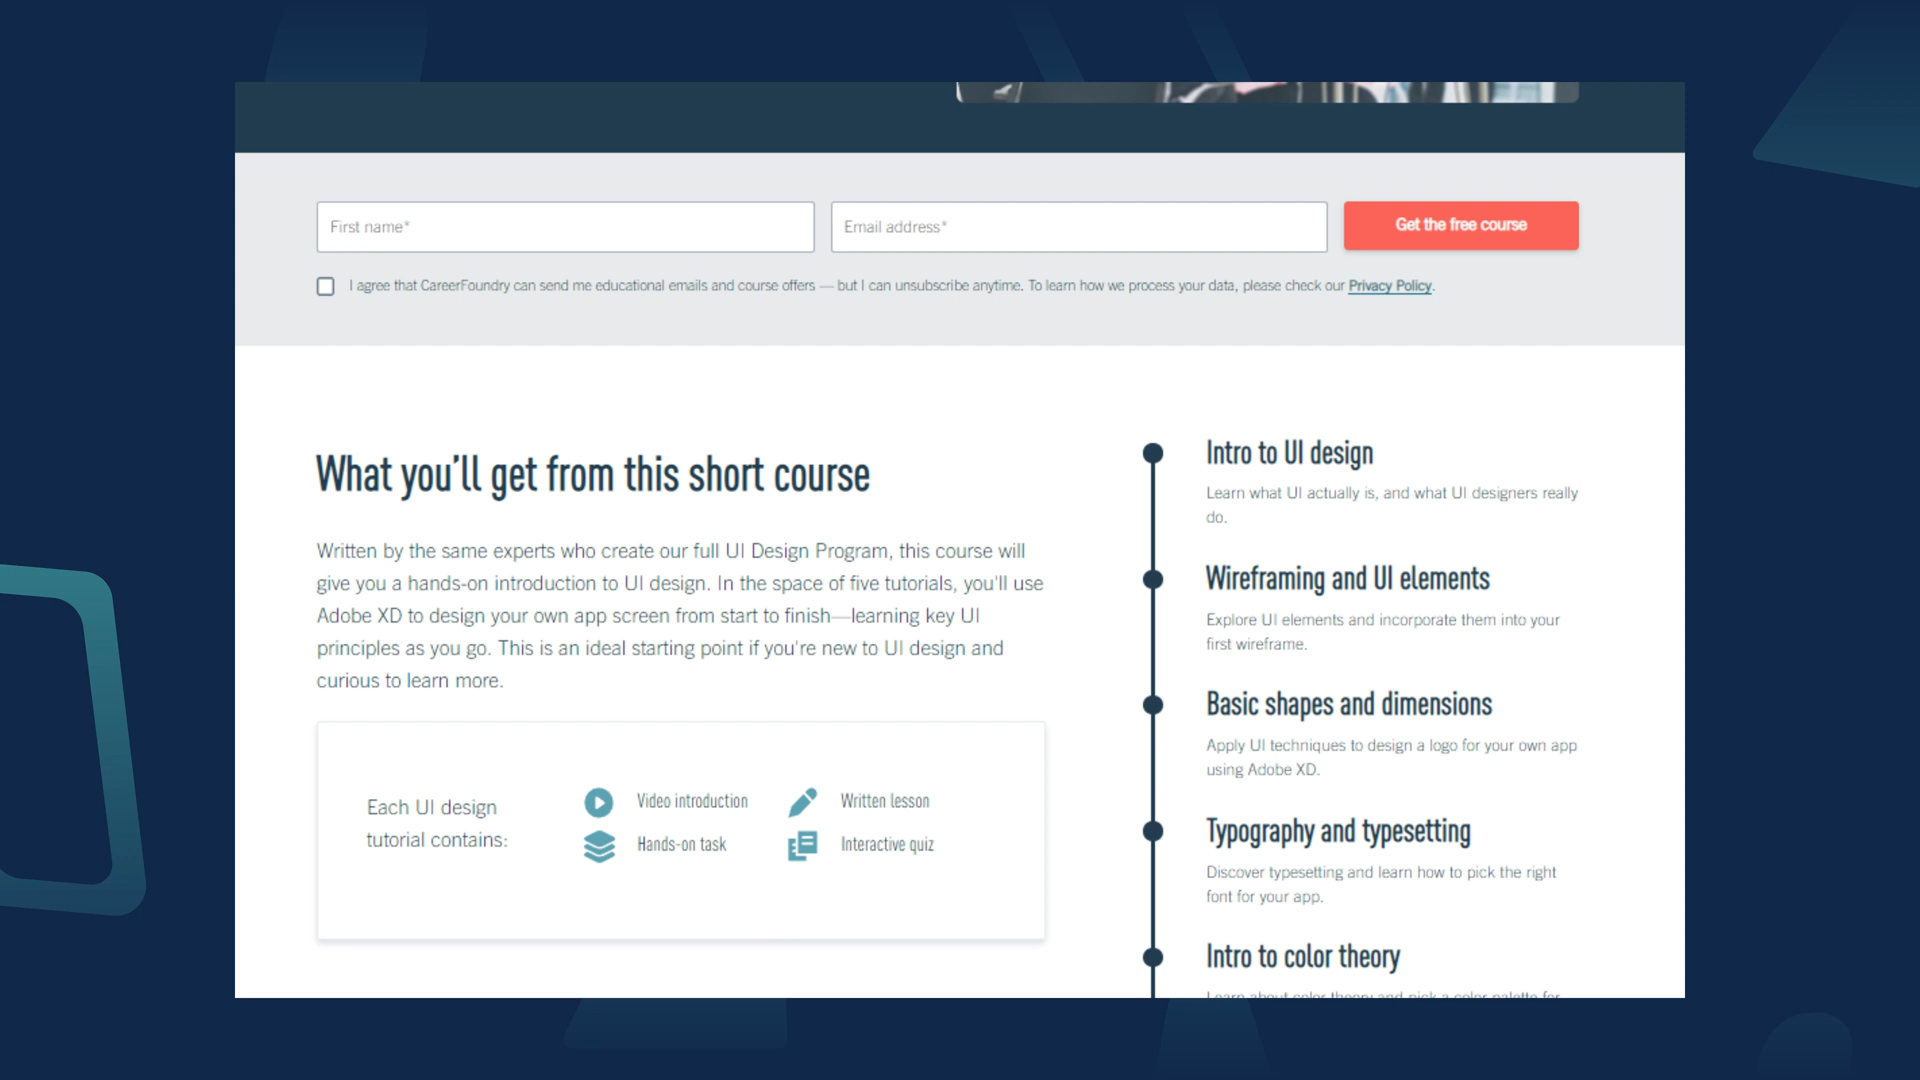 First name*
Email address*
Get the free course
I agree that CareerFoundry can send me educational emails and course offers — but I can unsubscribe anytime. To learn how we process your data, please check our Privacy Policy.
What you'll get from this short course
Written by the same experts who create our full UI Design Program, this course will
give you a hands-on introduction to UI design. In the space of five tutorials, you'll use
Adobe XD to design your own app screen from start to finish—learning key UI
principles as you go. This is an ideal starting point if you're new to UI design and
curious to learn more.
Each UI design
tutorial contains:
Video introduction
Written lesson
Hands-on task
Interactive quiz
Intro to UI design
Learn what UI actually is, and what UI designers really
do.
Wireframing and UI elements
Explore UI elements and incorporate them into your
first wireframe.
Basic shapes and dimensions
Apply UI techniques to design a logo for your own app
using Adobe XD.
Typography and typesetting
Discover typesetting and learn how to pick the right
font for your app.
Intro to color theory
Learn about color theory and pick a color palette for